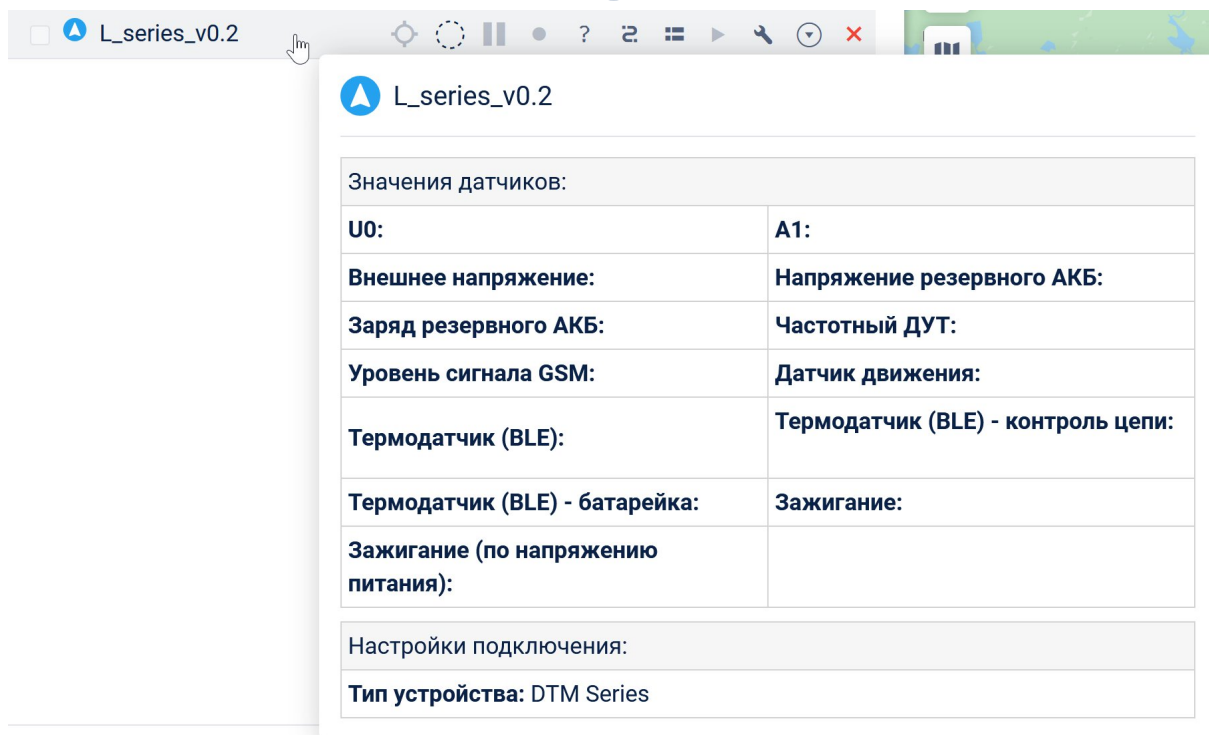 L_series_v0.2
?
L_series_v0.2
Значения датчиков:
U0:
A1:
Внешнее напряжение:
Напряжение резервного АКБ:
Заряд резервного АКБ:
Частотный ДУТ:
Уровень сигнала GSM:
Датчик движения:
Термодатчик (BLE):
Термодатчик (BLE) - контроль цепи:
Термодатчик (BLE) - батарейка:
Зажигание:
Зажигание (по напряжению
питания):
Настройки подключения:
Тип устройства: DTM Series